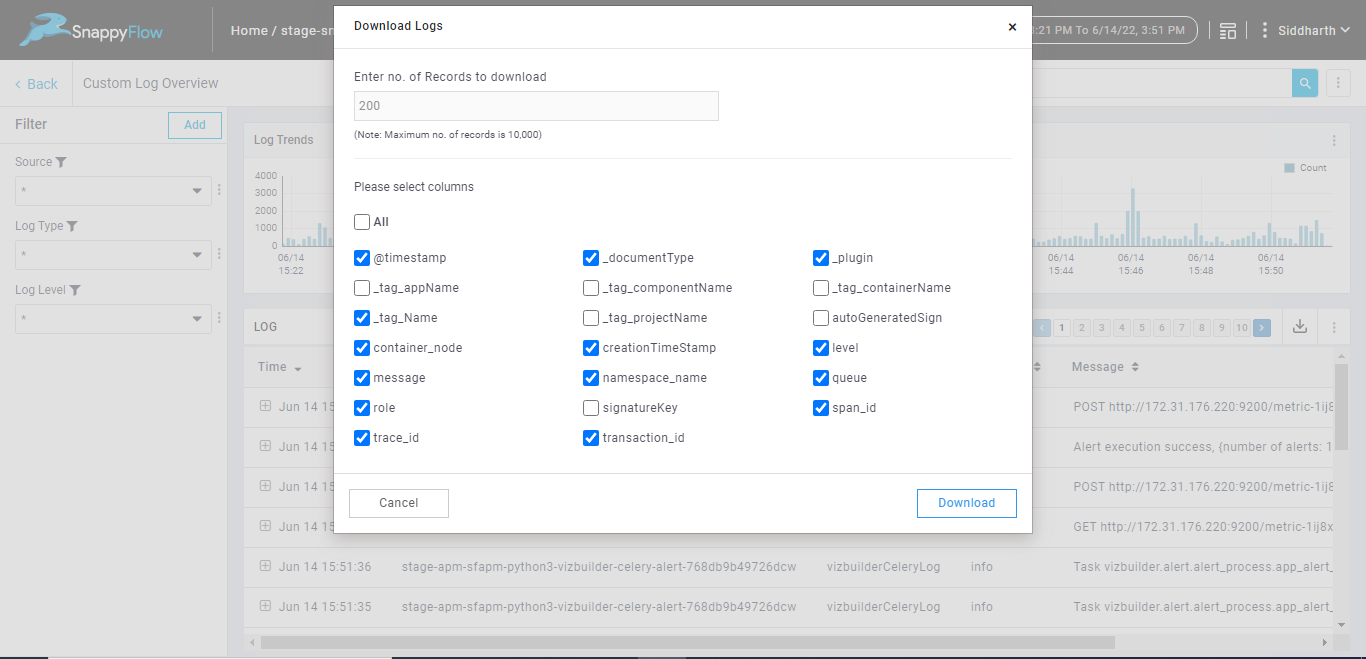 SnappyFlow
Home / stage-sn
:21 PM To 6/14/22, 3:51 PM
Siddharth
Download Logs
×
Back
Custom Log Overview
Enter no. of Records to download
200
(Note: Maximum no. of records is 10,000)
Filter
Add
Source
*
Log Type
*
Log Level
*
Log Trends
Count
4000
3000
2000
1000
0
06/14
15:22
06/14
15:44
06/14
15:46
06/14
15:48
06/14
15:50
Please select columns
All
@timestamp
_documentType
_plugin
_tag_appName
_tag_componentName
_tag_containerName
_tag_Name
_tag_projectName
autoGeneratedSign
container_node
creationTimeStamp
level
message
namespace_name
queue
role
signatureKey
span_id
trace_id
transaction_id
Cancel
Download
LOG
1 2 3 4 5 6 7 8 9 10
Time
Message
Jun 14 15
POST http://172.31.176.220:9200/metric-1ij8
Jun 14 15
Alert execution success, {number of alerts: 1
Jun 14 15
POST http://172.31.176.220:9200/metric-1ij8
Jun 14 15
GET http://172.31.176.220:9200/metric-1ij8x
Jun 14 15:51:36 stage-apm-sfapm-python3-vizbuilder-celery-alert-768db9b49726dcw vizbuilderCeleryLog info Task vizbuilder.alert.alert_process.app_alert_
Jun 14 15:51:35 stage-apm-sfapm-python3-vizbuilder-celery-alert-768db9b49726dcw vizbuilderCeleryLog info Task vizbuilder.alert.alert_process.app_alert_